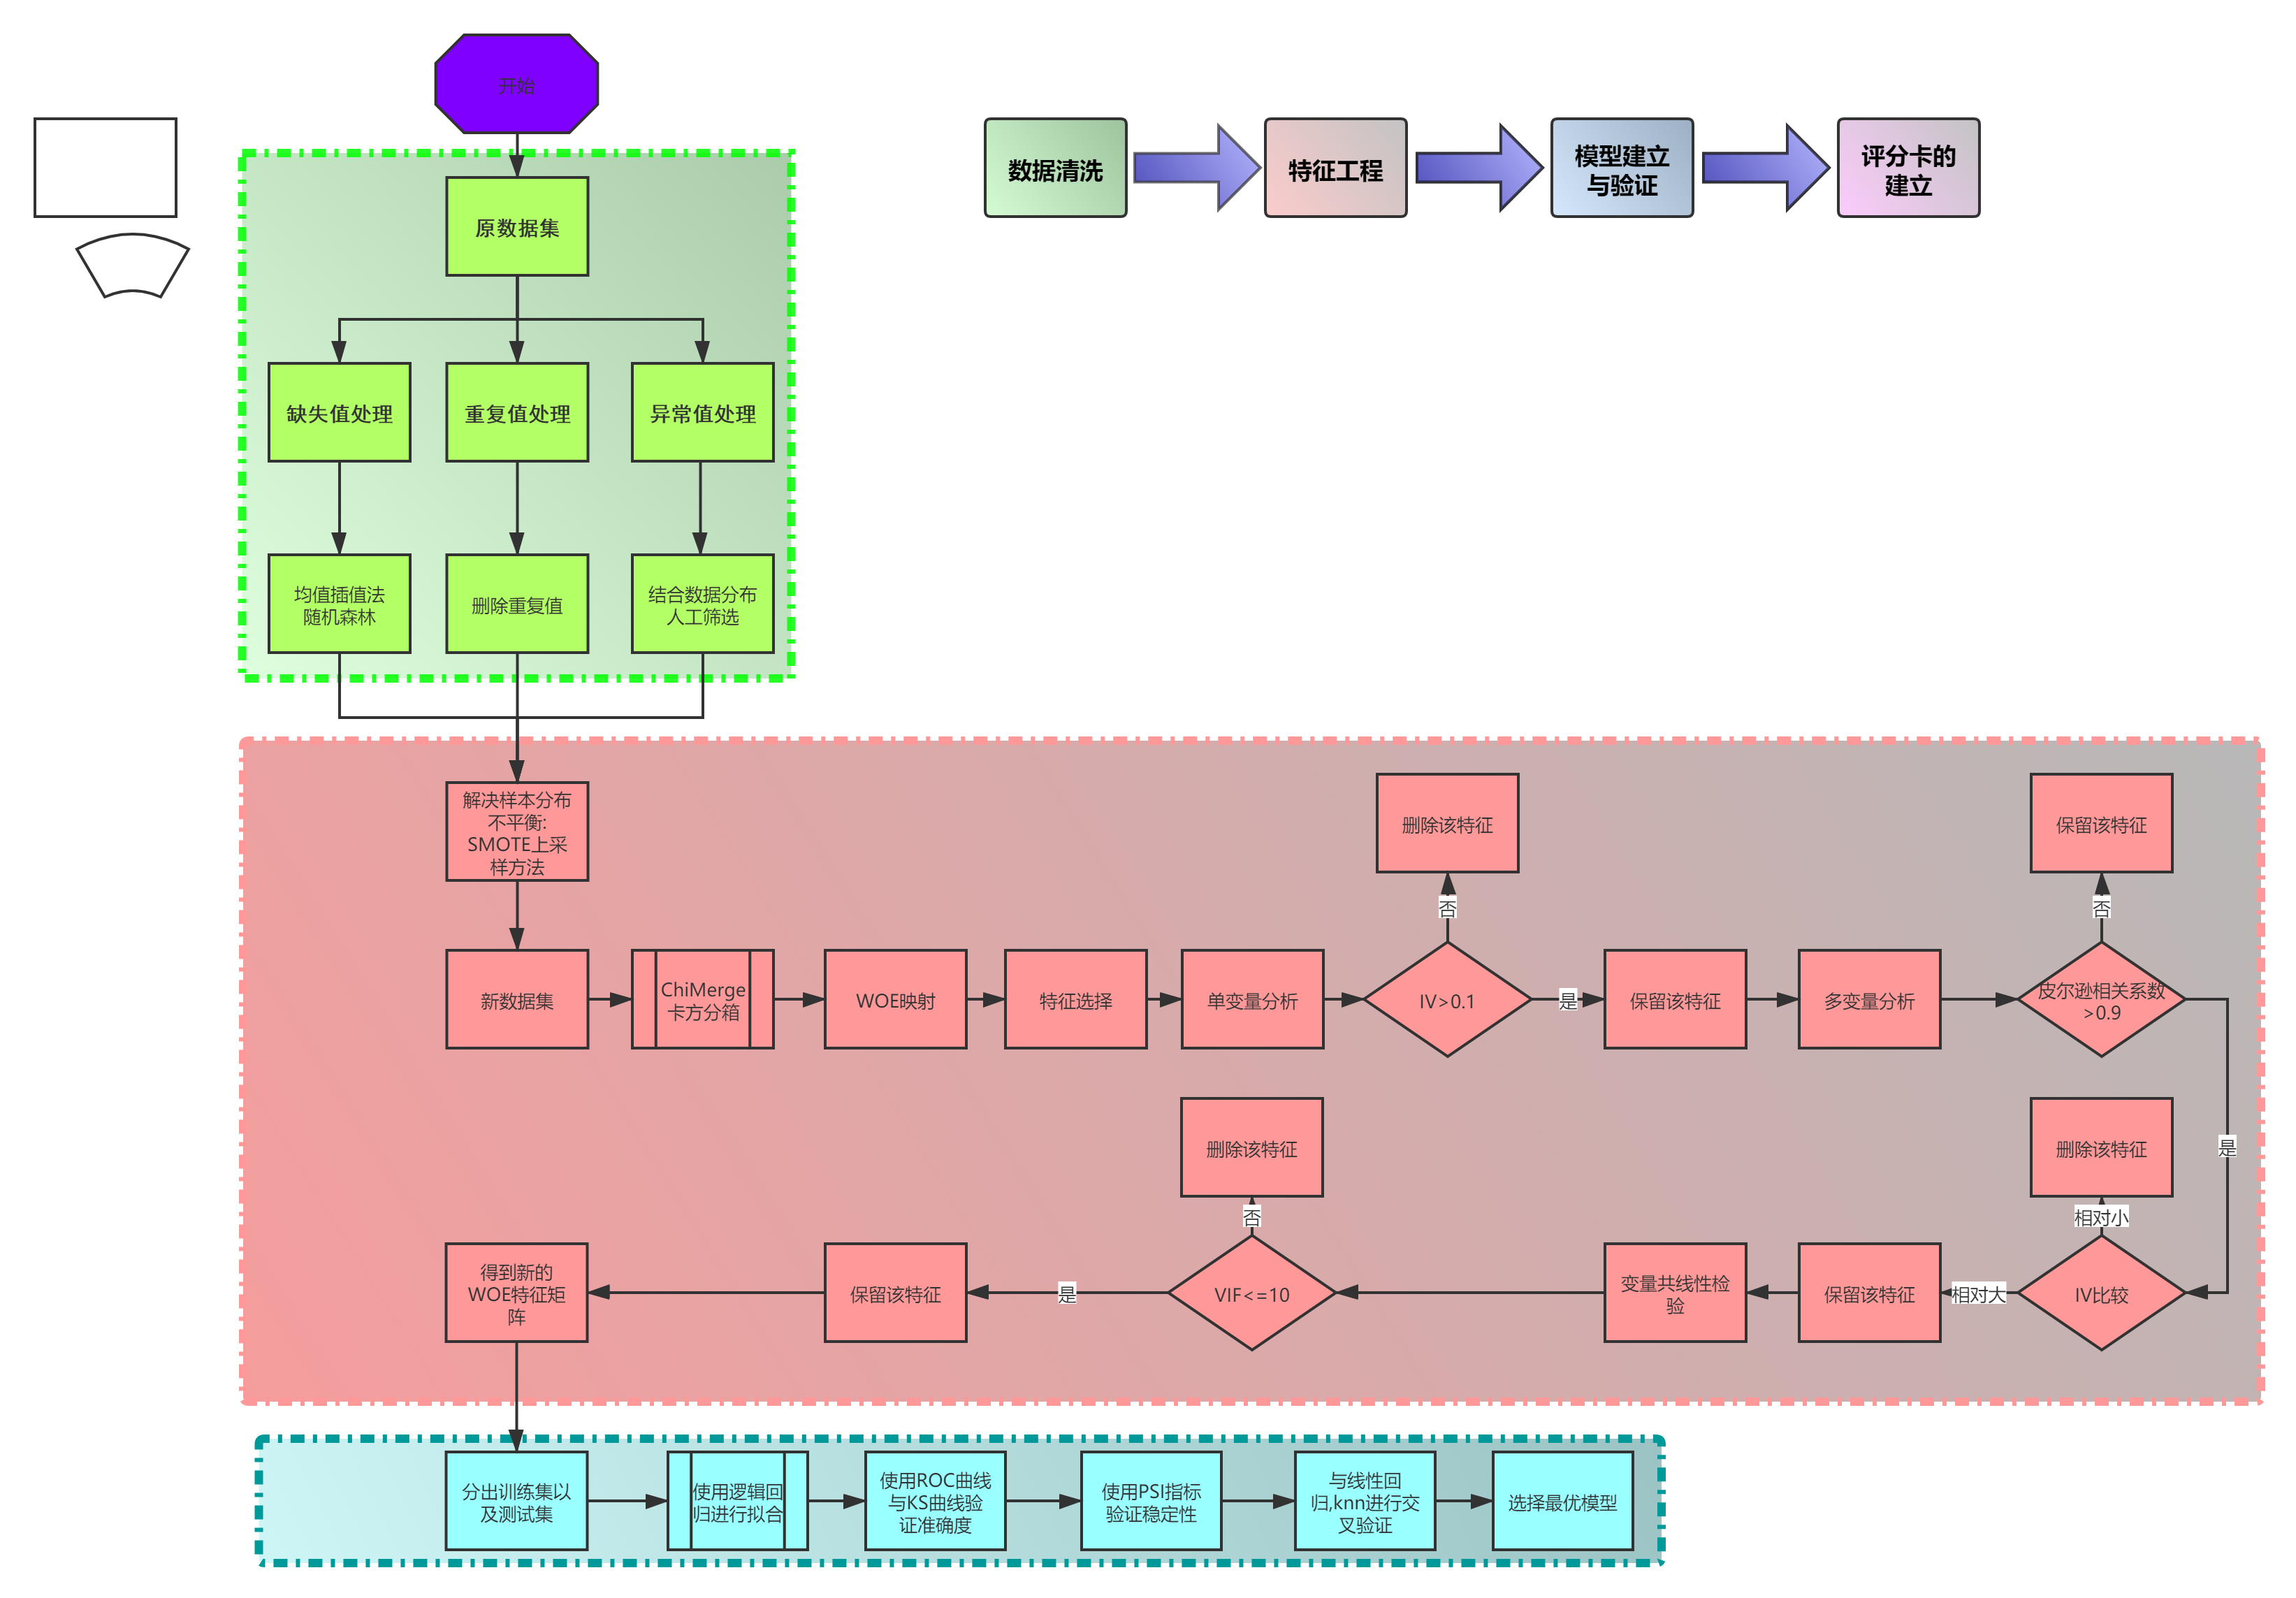 开始
数据清洗
特征工程
模型建立
与验证
评分卡的
建立
原数据集
缺失值处理
重复值处理
异常值处理
均值插值法
随机森林
删除重复值
结合数据分布
人工筛选
解决样本分布
不平衡:
SMOTE上采
样方法
删除该特征
保留该特征
否
否
新数据集
ChiMerge
卡方分箱
WOE映射
特征选择
单变量分析
IV>0.1
是
保留该特征
多变量分析
皮尔逊相关系数
>0.9
是
删除该特征
删除该特征
否
相对小
得到新的
WOE特征矩
阵
保留该特征
是
VIF<=10
变量共线性检
验
保留该特征
相对大
IV比较
分出训练集以
及测试集
使用逻辑回
归进行拟合
使用ROC曲线
与KS曲线验
证准确度
使用PSI指标
验证稳定性
与线性回
归,knn进行交
叉验证
选择最优模型